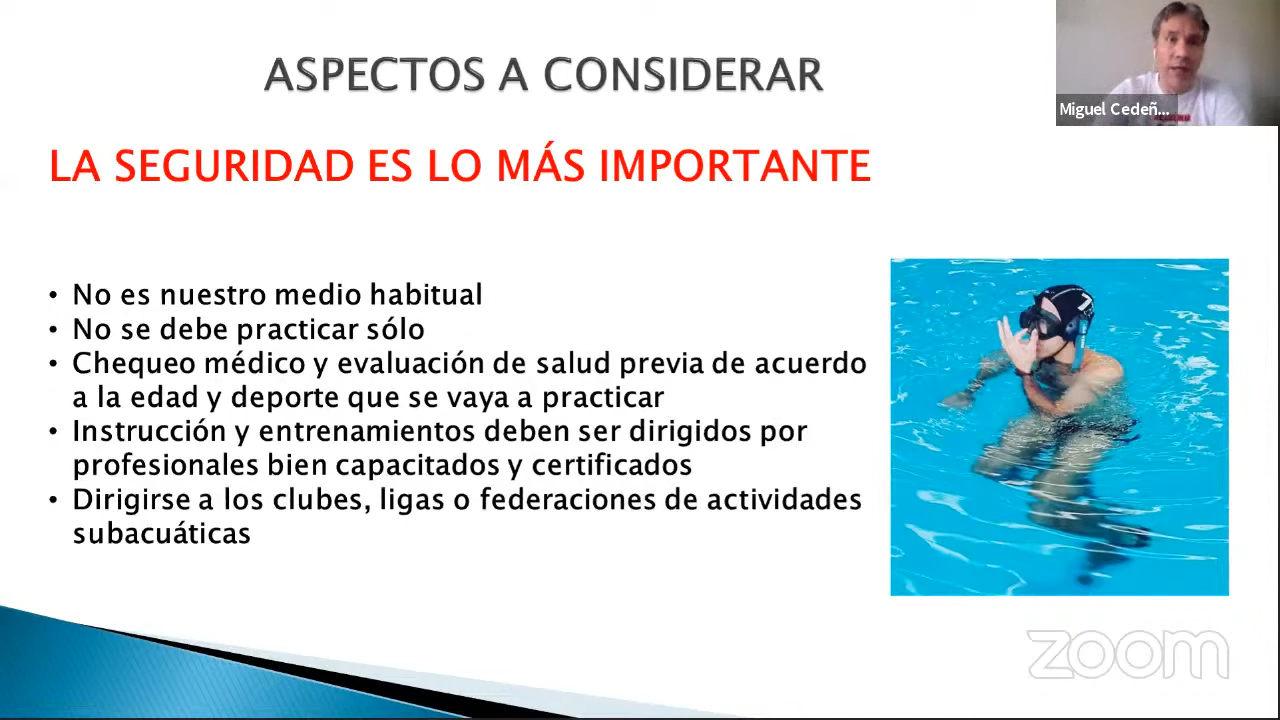 ASPECTOS A CONSIDERAR
Miguel Cedeñ...
LA SEGURIDAD ES LO MÁS IMPORTANTE
• No es nuestro medio habitual
• No se debe practicar sólo
• Chequeo médico y evaluación de salud previa de acuerdo
a la edad y deporte que se vaya a practicar
• Instrucción y entrenamientos deben ser dirigidos por
profesionales bien capacitados y certificados
• Dirigirse a los clubes, ligas o federaciones de actividades
subacuáticas
7
zoom